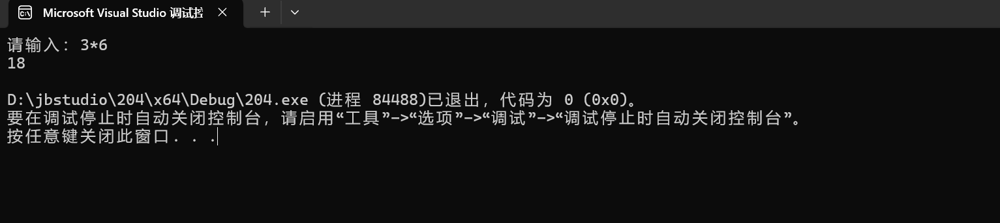 Microsoft Visual Studio 调试控
请输入: 3*6
18
D:\jbstudio\204\x64\Debug\204.exe (进程 84488)已退出，代码为 0 (0x0)。
要在调试停止时自动关闭控制台，请启用“工具”->“选项”->“调试”->“调试停止时自动关闭控制台”。
按任意键关闭此窗口. . .